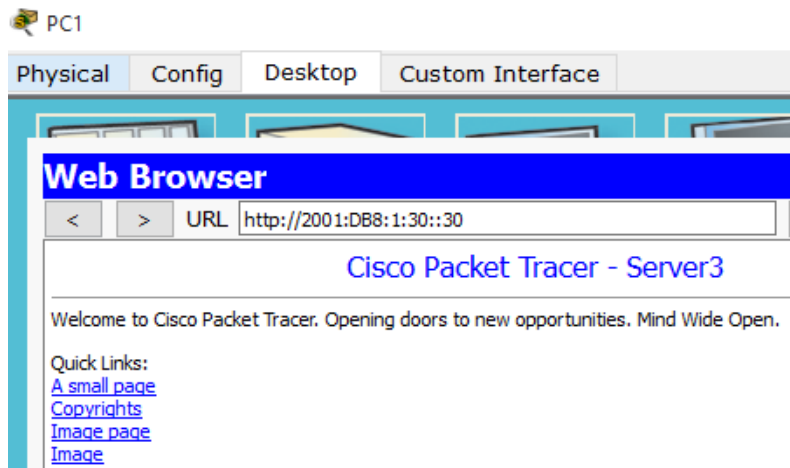 PC1
Physical Config Desktop Custom Interface
Web Browser
< > URL http://2001:DB8:1:30::30
Cisco Packet Tracer - Server3
Welcome to Cisco Packet Tracer. Opening doors to new opportunities. Mind Wide Open.
Quick Links:
A small page
Copyrights
Image page
Image